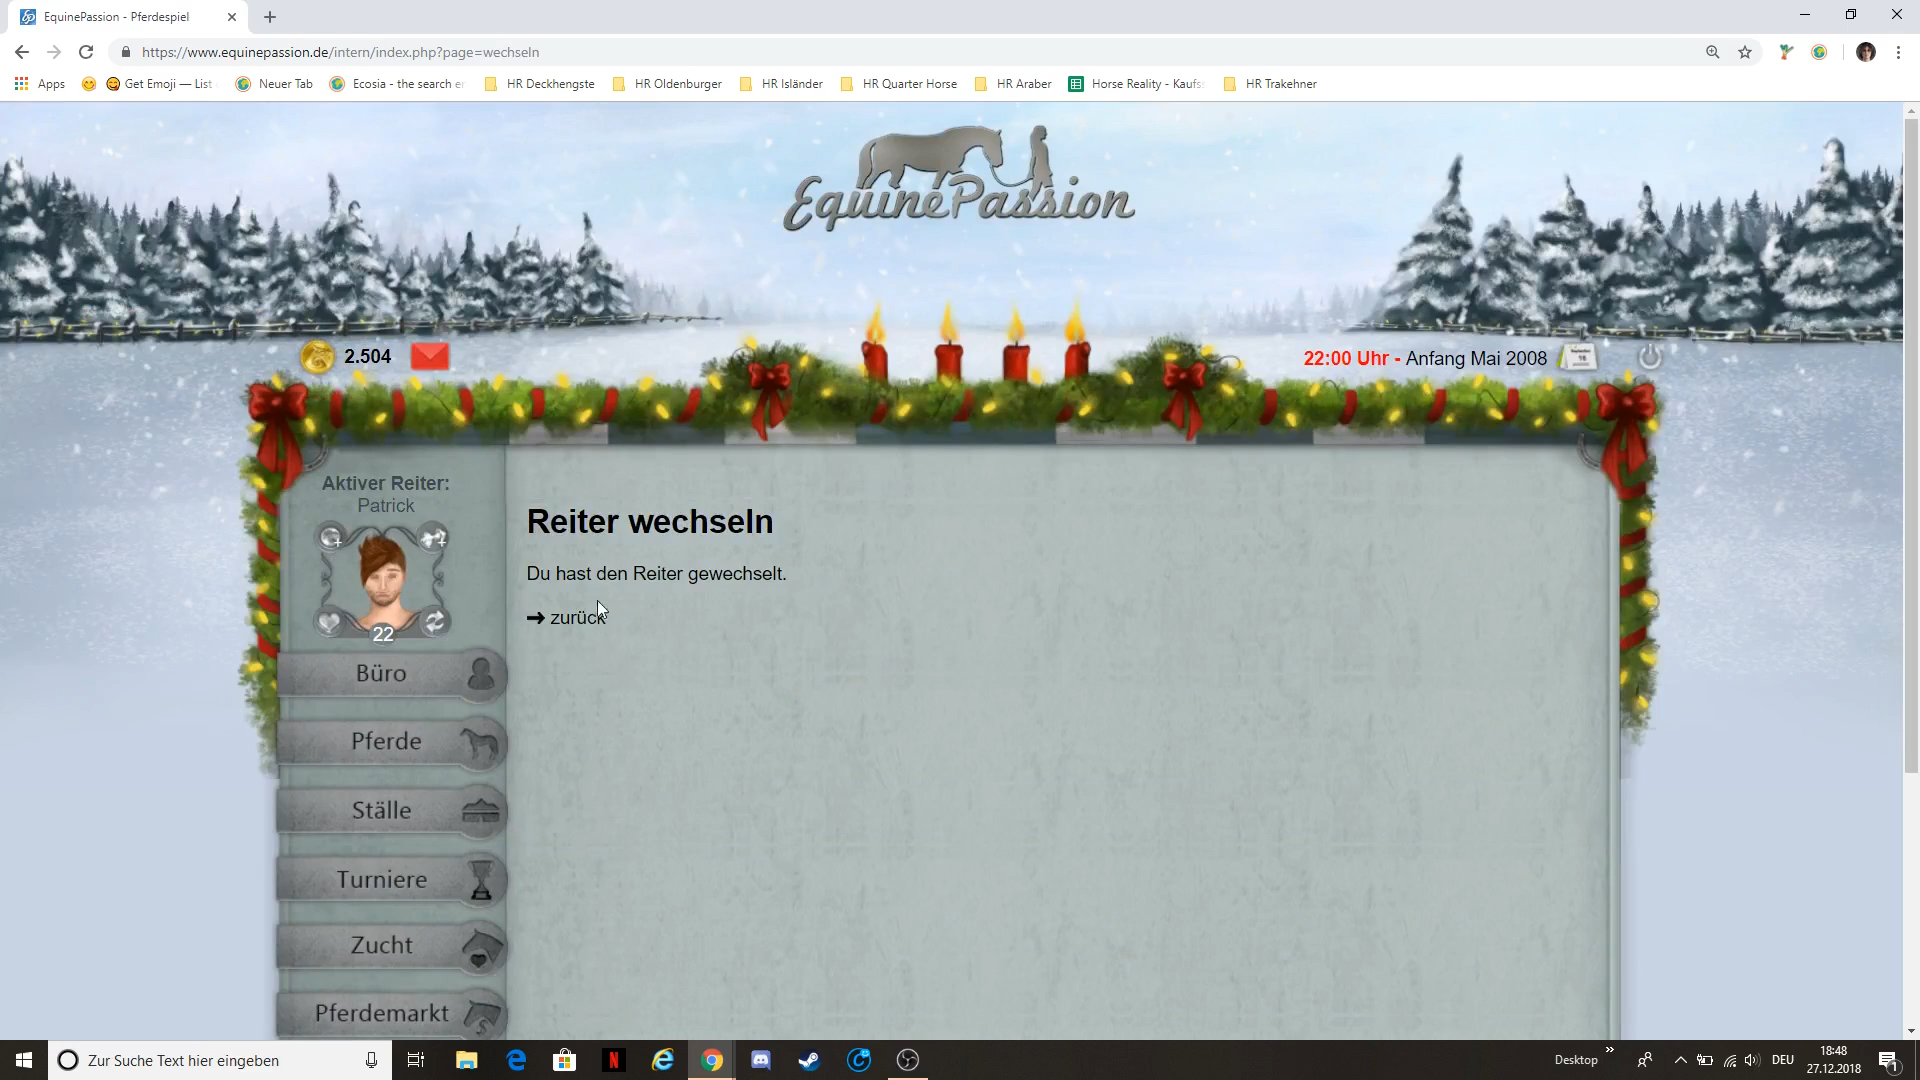 EquinePassion - Pferdespiel
https://www.equinepassion.de/intern/index.php?page=wechseln
Apps
Get Emoji — List
Neuer Tab
Ecosia - the search er
HR Deckhengste
HR Oldenburger
HR Isländer
HR Quarter Horse
HR Araber
Horse Reality - Kaufs
HR Trakehner
EquinePassion
2.504
22:00 Uhr - Anfang Mai 2008
Aktiver Reiter:
Patrick
22
Reiter wechseln
Du hast den Reiter gewechselt.
➔ zurück
Büro
Pferde
Ställe
Turniere
Zucht
Pferdemarkt
Zur Suche Text hier eingeben
Desktop
DEU
18:48
27.12.2018
1